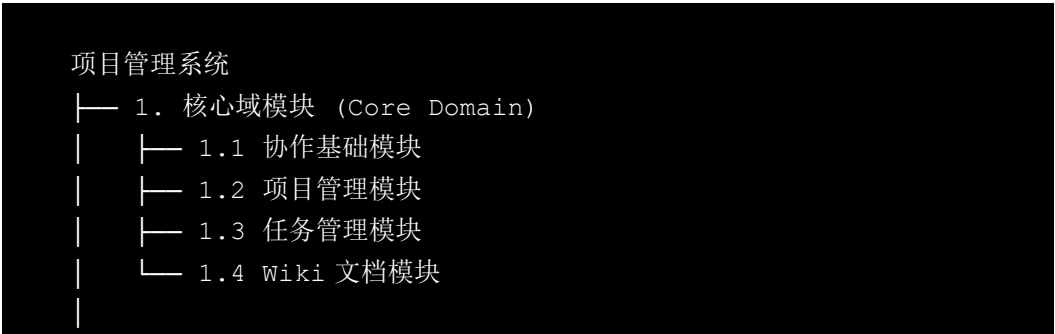 项目管理系统
├── 1. 核心域模块 (Core Domain)
│   ├── 1.1 协作基础模块
│   ├── 1.2 项目管理模块
│   ├── 1.3 任务管理模块
│   └── 1.4 Wiki 文档模块
│